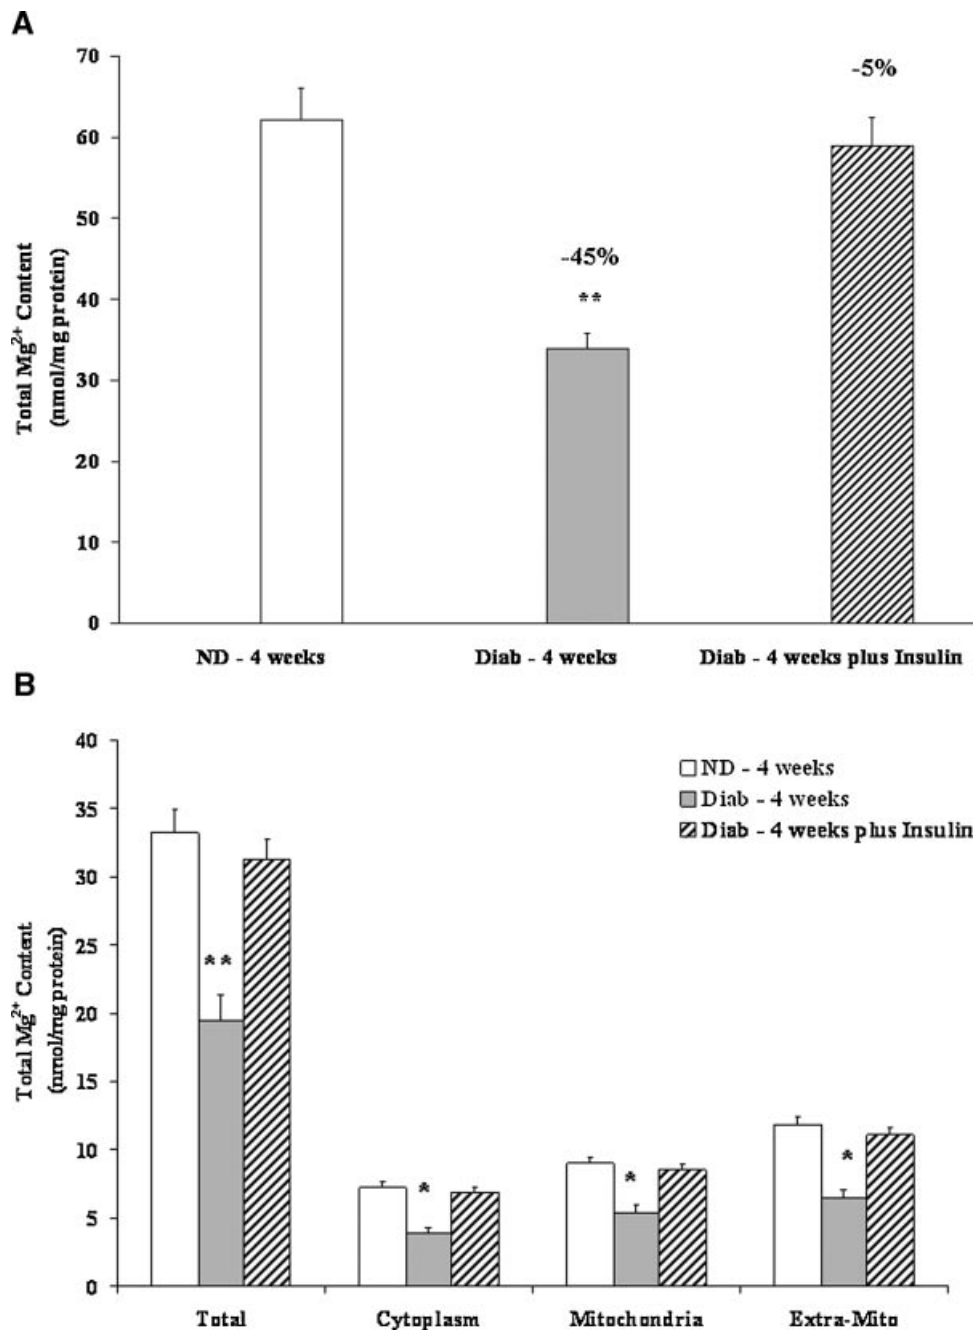 A
70
-5%
60
50
-45%
40
**
30
20
10
0
Total Mg²⁺ Content
(nmol/mg protein)
ND - 4 weeks
Diab - 4 weeks
Diab - 4 weeks plus Insulin
B
40
35
30
25
20
15
10
5
0
Total Mg²⁺ Content
(nmol/mg protein)
ND - 4 weeks
Diab - 4 weeks
Diab - 4 weeks plus Insulin
**
*
*
*
Total
Cytoplasm
Mitochondria
Extra-Mito